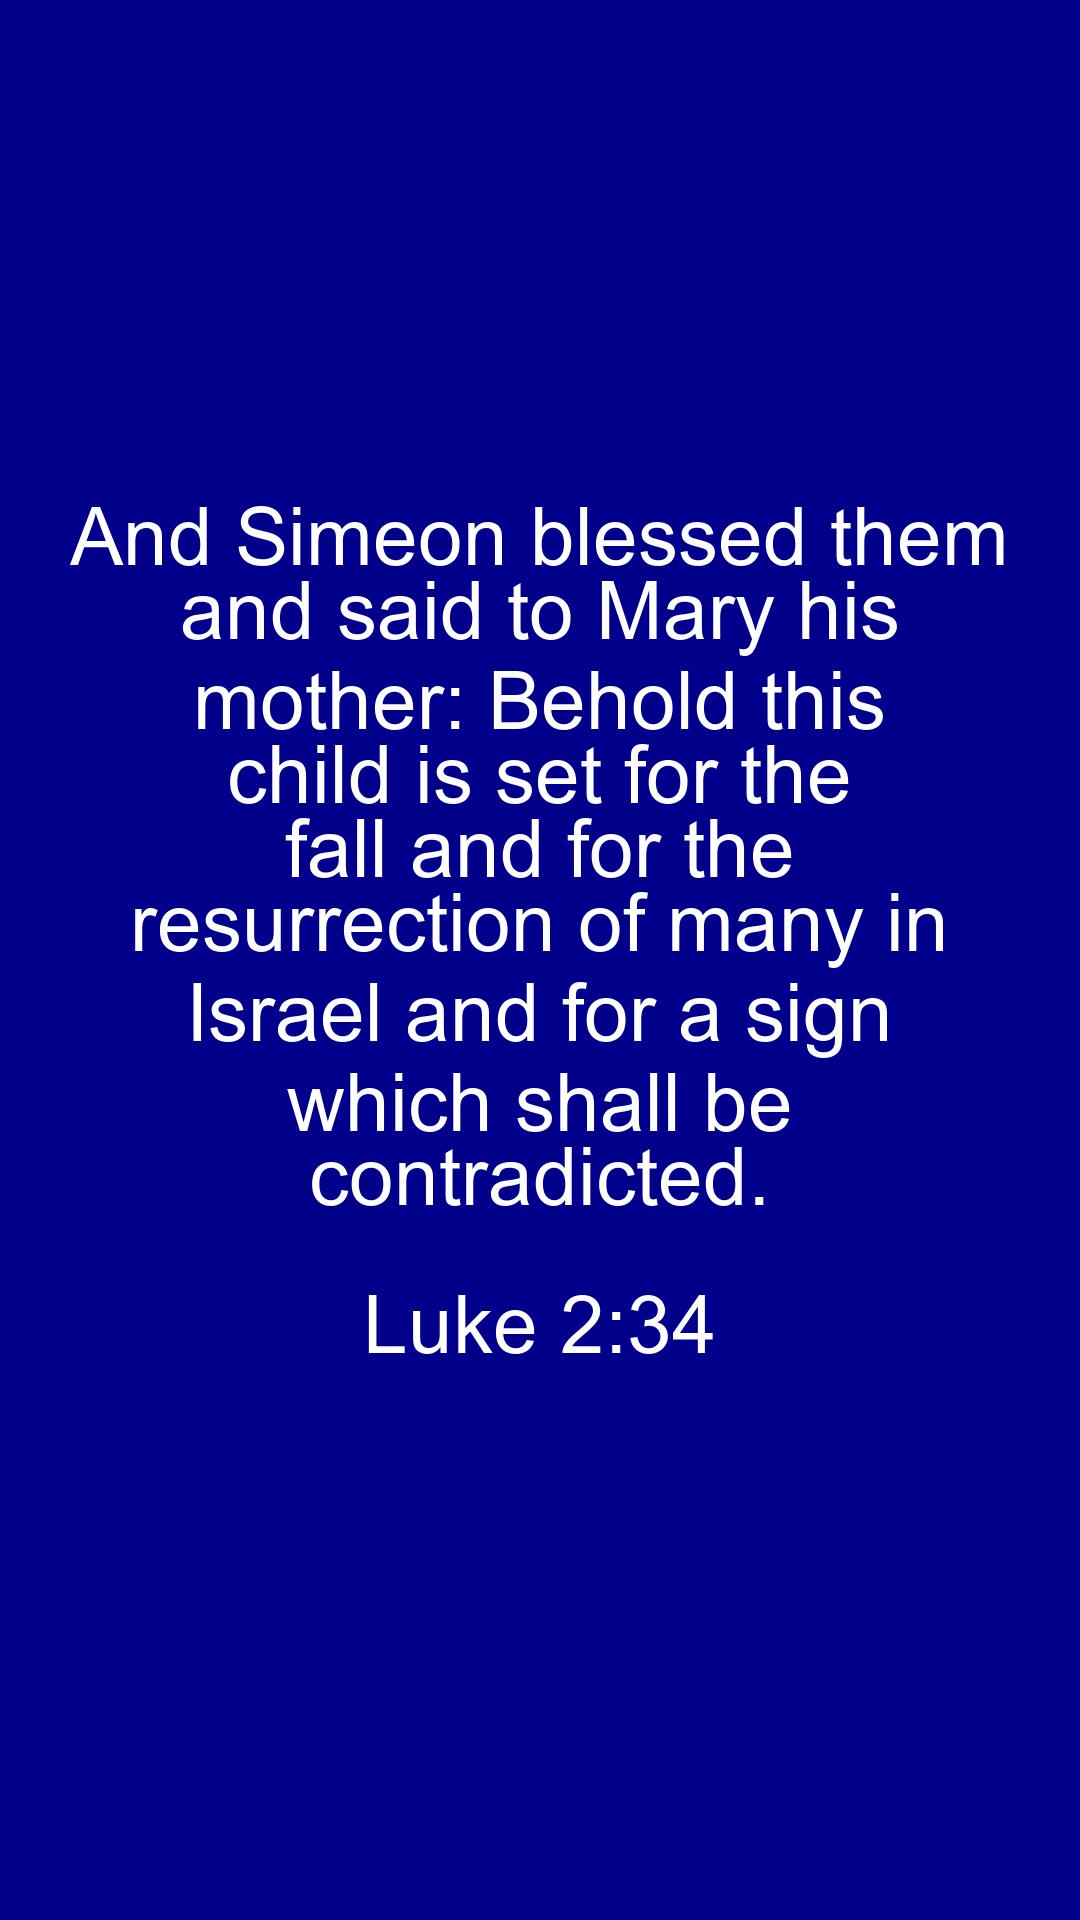 And Simeon blessed them
and said to Mary his
mother: Behold this
child is set for the
fall and for the
resurrection of many in
Israel and for a sign
which shall be
contradicted.
Luke 2:34